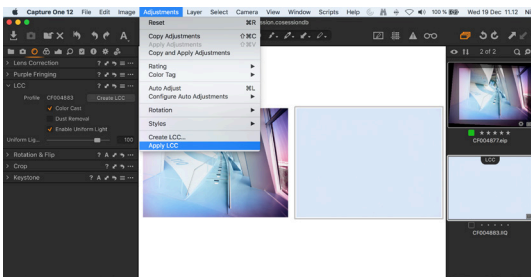 Capture One 12 File Edit Image Adjustments Layer Select Camera View Window Scripts Help 100 % Wed 19 Dec 11.12
ssion.cosessiondb
Reset ⌘R
Copy Adjustments ⇧⌘C
Apply Adjustments ⇧⌘V
Copy and Apply Adjustments
Rating
Color Tag
Auto Adjust ⌘L
Configure Auto Adjustments
Rotation
Styles
Create LCC...
Apply LCC
Lens Correction
Purple Fringing
LCC
Profile CF004883 Create LCC
Color Cast
Dust Removal
Enable Uniform Light
Uniform Lig... 100
Rotation & Flip
Crop
Keystone
2 of 2
CF004877.eip
LCC
CF004883.IIQ